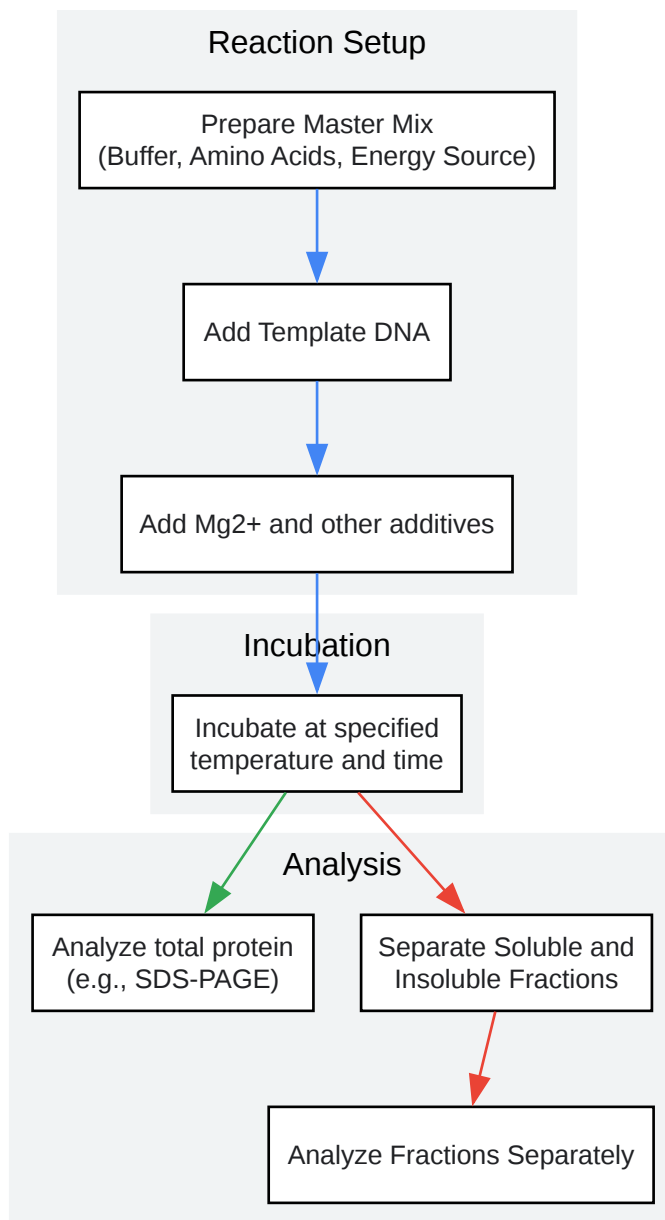 Reaction Setup
Prepare Master Mix
(Buffer, Amino Acids, Energy Source)
Add Template DNA
Add Mg2+ and other additives
Incubation
Incubate at specified
temperature and time
Analysis
Analyze total protein
(e.g., SDS-PAGE)
Separate Soluble and
Insoluble Fractions
Analyze Fractions Separately